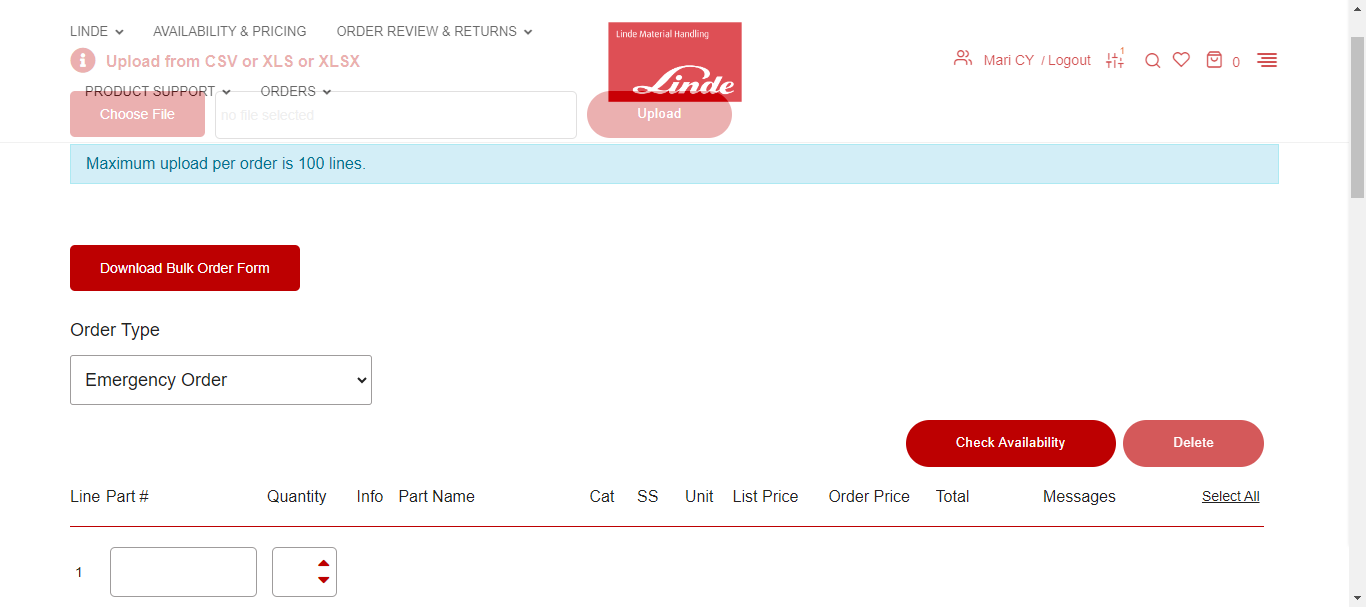 LINDE AVAILABILITY & PRICING ORDER REVIEW & RETURNS
Linde Material Handling
Linde
Mari CY / Logout 1 0
Upload from CSV or XLS or XLSX
PRODUCT SUPPORT ORDERS
Choose File no file selected Upload
Maximum upload per order is 100 lines.
Download Bulk Order Form
Order Type
Emergency Order
Check Availability Delete
Line Part # Quantity Info Part Name Cat SS Unit List Price Order Price Total Messages Select All
1